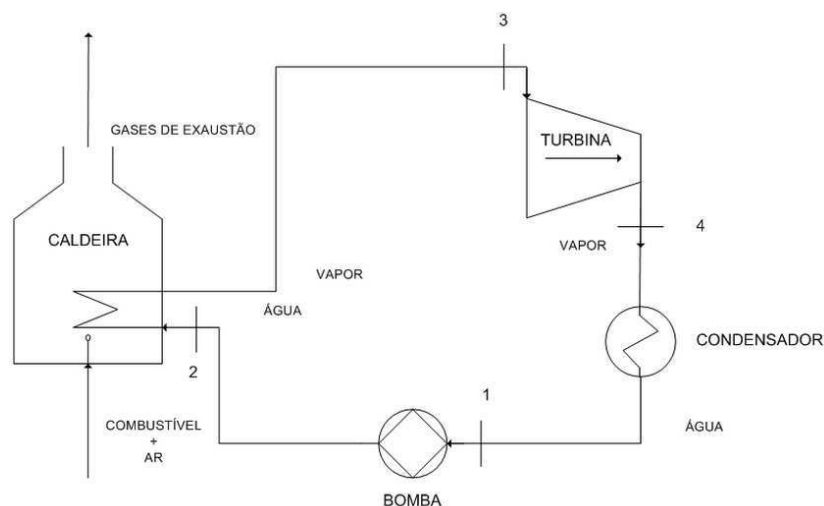 3
GASES DE EXAUSTÃO
TURBINA
4
CALDEIRA
VAPOR
VAPOR
ÁGUA
CONDENSADOR
2
1
COMBUSTÍVEL
+
AR
ÁGUA
BOMBA